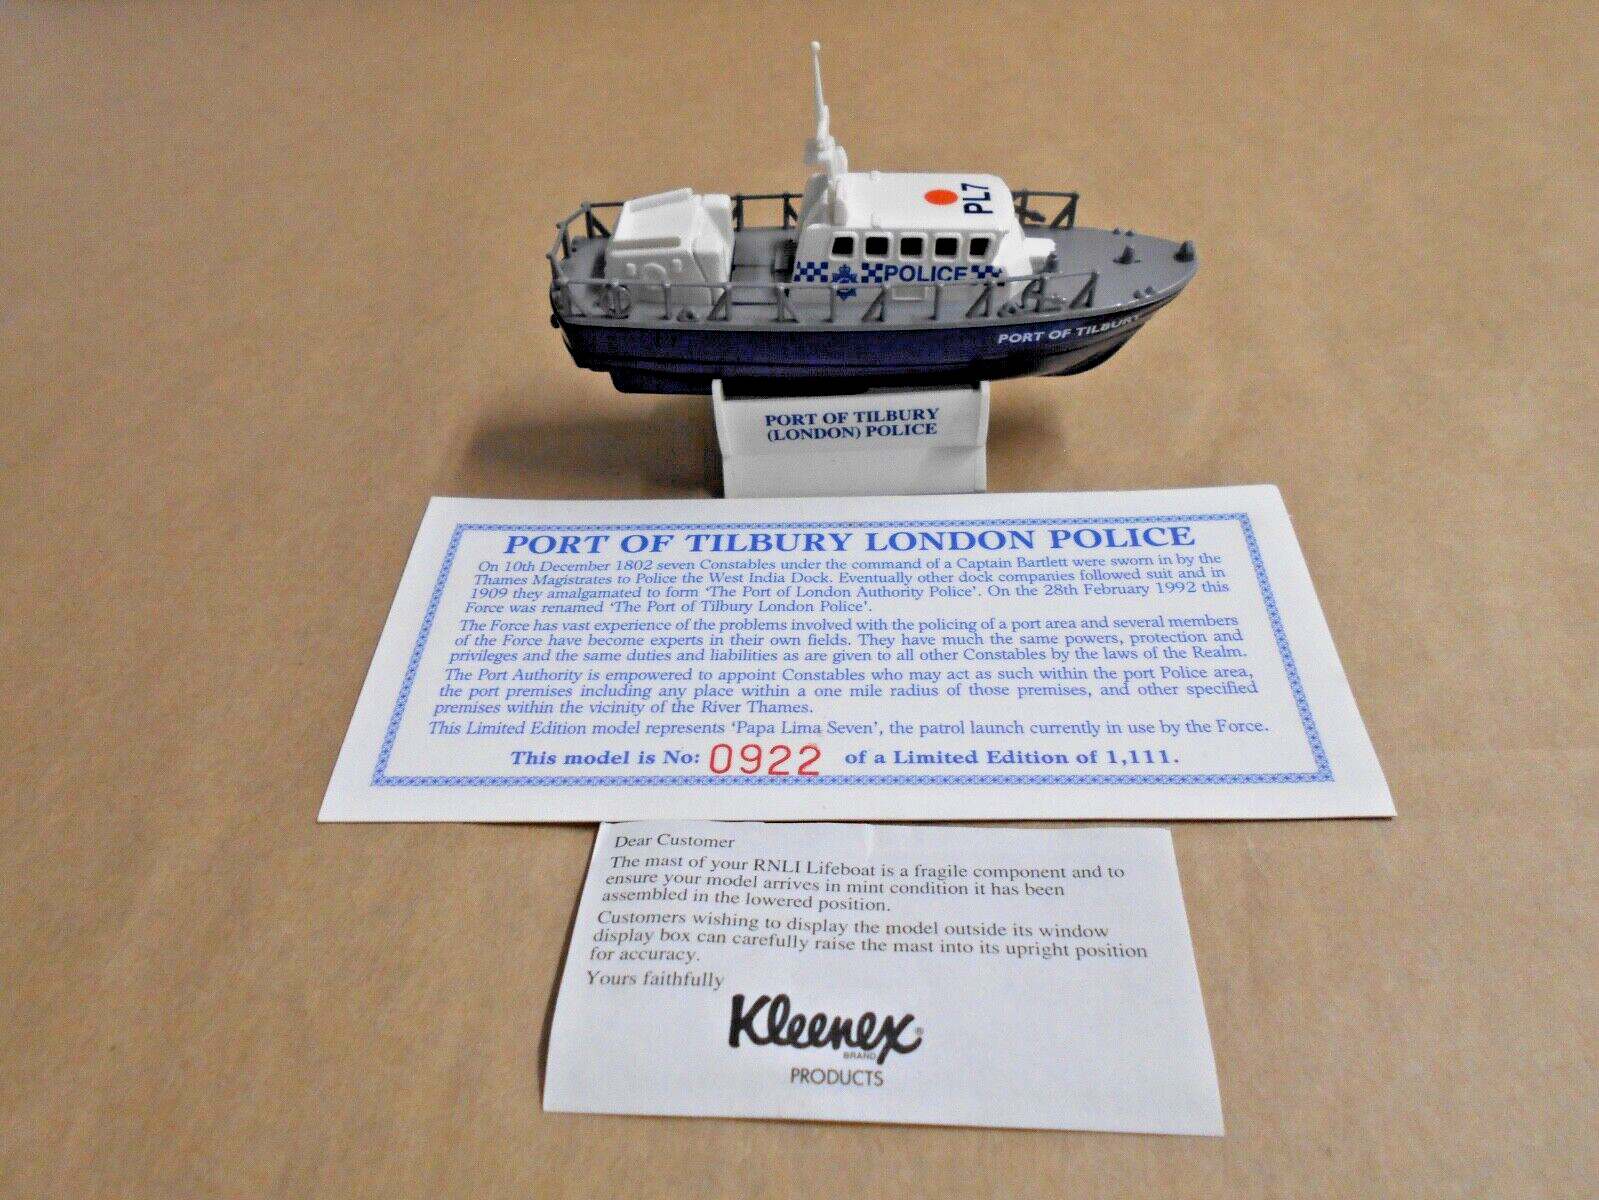 PL7
POLICE
PORT OF TILBURY
PORT OF TILBURY
(LONDON) POLICE
PORT OF TILBURY LONDON POLICE
On 10th December 1802 seven Constables under the command of a Captain Bartlett were sworn in by the
Thames Magistrates to Police the West India Dock. Eventually other dock companies followed suit and in
1909 they amalgamated to form ‘The Port of London Authority Police’. On the 28th February 1992 this
Force was renamed ‘The Port of Tilbury London Police’.
The Force has vast experience of the problems involved with the policing of a port area and several members
of the Force have become experts in their own fields. They have much the same powers, protection and
privileges and the same duties and liabilities as are given to all other Constables by the laws of the Realm.
The Port Authority is empowered to appoint Constables who may act as such within the port Police area,
the port premises including any place within a one mile radius of those premises, and other specified
premises within the vicinity of the River Thames.
This Limited Edition model represents ‘Papa Lima Seven’, the patrol launch currently in use by the Force.
This model is No: 0922 of a Limited Edition of 1,111.
Dear Customer
The mast of your RNLI Lifeboat is a fragile component and to
ensure your model arrives in mint condition it has been
assembled in the lowered position.
Customers wishing to display the model outside its window
display box can carefully raise the mast into its upright position
for accuracy.
Yours faithfully
Kleenex®
BRAND
PRODUCTS